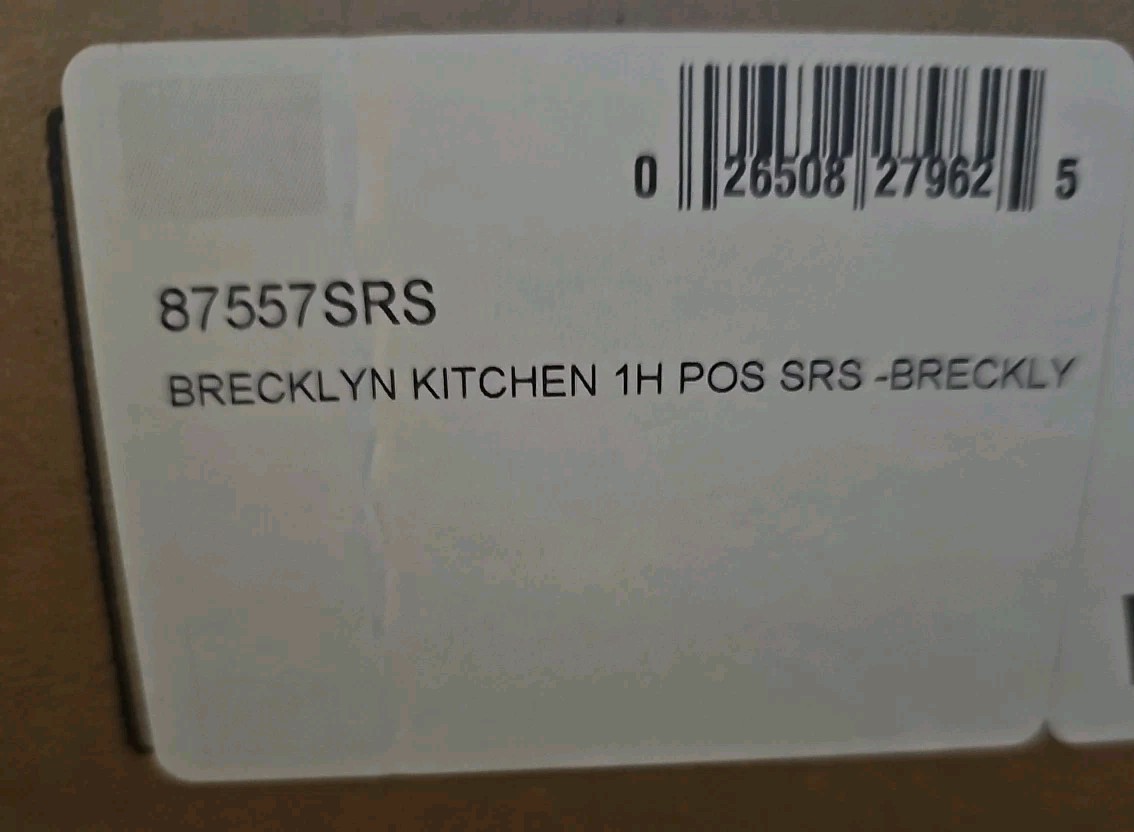 0 26508 27962 5
87557SRS
BRECKLYN KITCHEN 1H POS SRS -BRECKLY